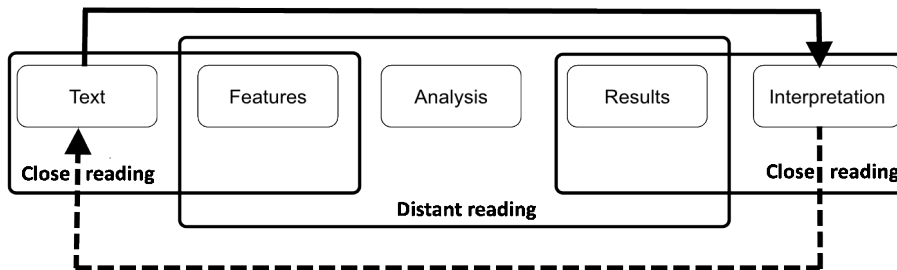 Text
Features
Analysis
Results
Interpretation
Close reading
Close reading
Distant reading